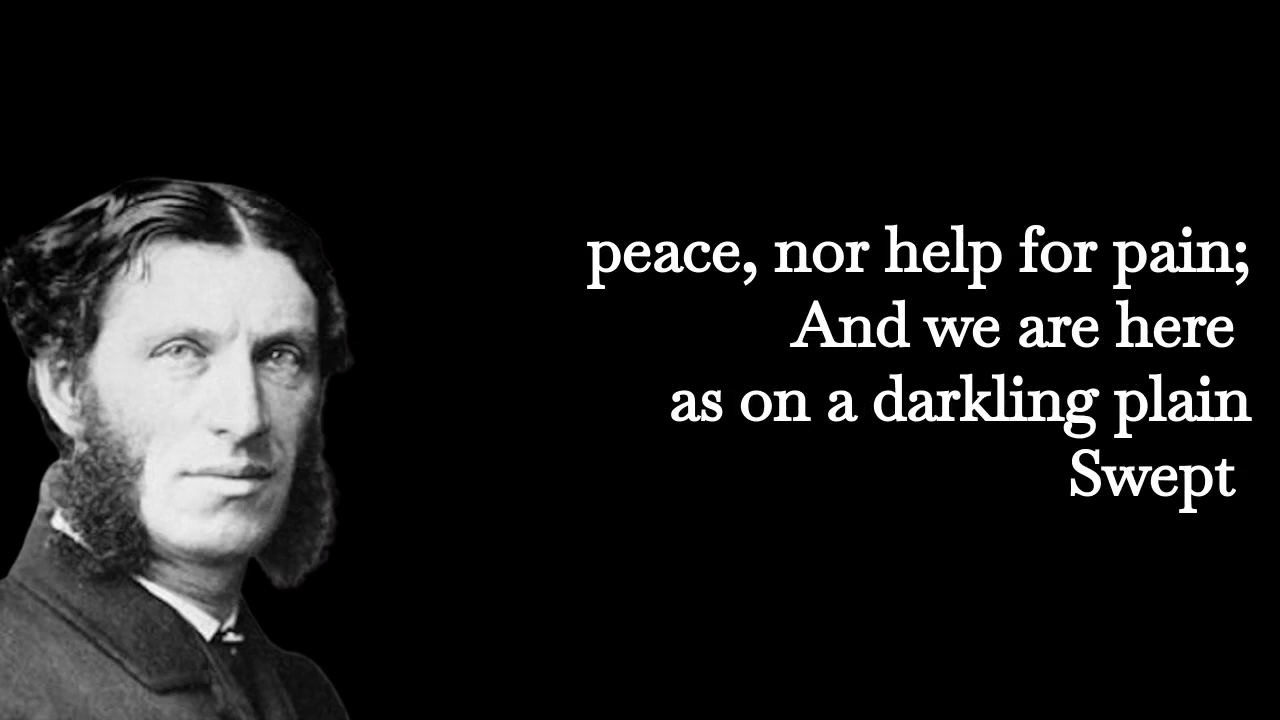 peace, nor help for pain;
And we are here
as on a darkling plain
Swept